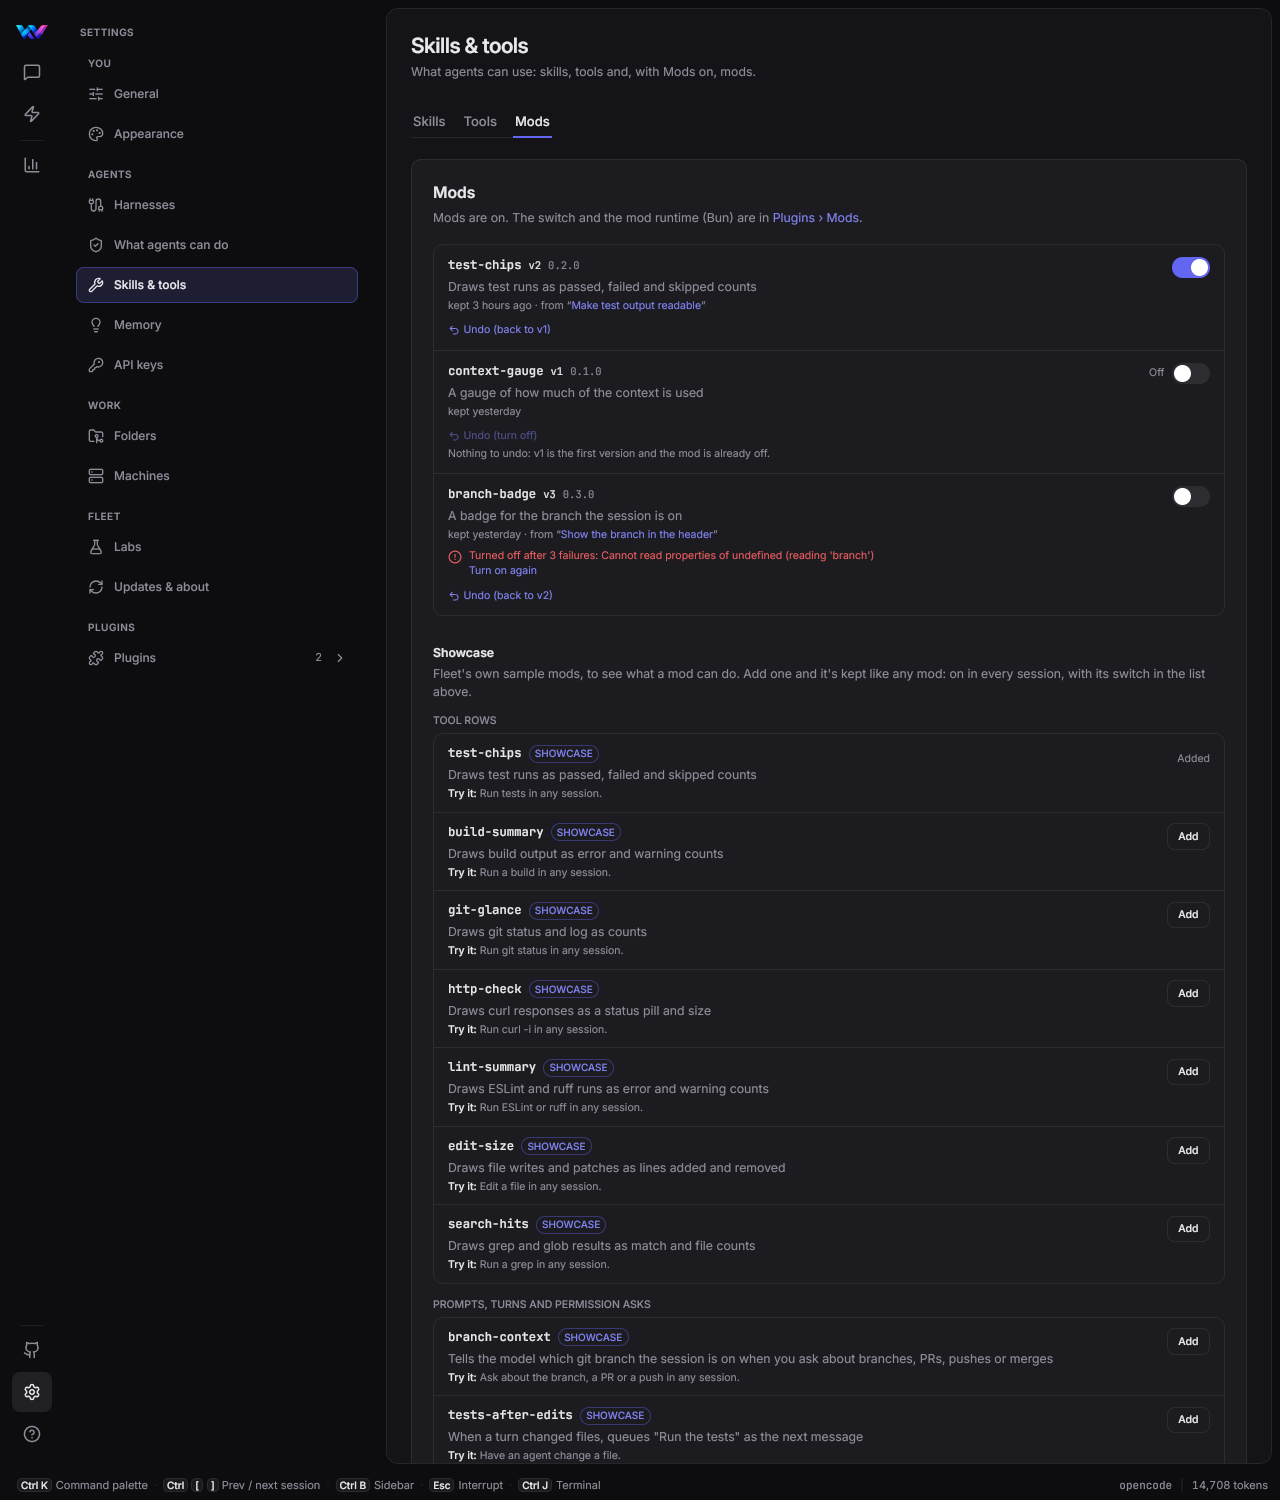 SETTINGS
YOU
General
Appearance
AGENTS
Harnesses
What agents can do
Skills & tools
Memory
API keys
WORK
Folders
Machines
FLEET
Labs
Updates & about
PLUGINS
Plugins 2
Skills & tools
What agents can use: skills, tools and, with Mods on, mods.
Skills Tools Mods
Mods
Mods are on. The switch and the mod runtime (Bun) are in Plugins › Mods.
test-chips v2 0.2.0
Draws test runs as passed, failed and skipped counts
kept 3 hours ago · from “Make test output readable”
Undo (back to v1)
context-gauge v1 0.1.0 Off
A gauge of how much of the context is used
kept yesterday
Undo (turn off)
Nothing to undo: v1 is the first version and the mod is already off.
branch-badge v3 0.3.0
A badge for the branch the session is on
kept yesterday · from “Show the branch in the header”
Turned off after 3 failures: Cannot read properties of undefined (reading 'branch')
Turn on again
Undo (back to v2)
Showcase
Fleet's own sample mods, to see what a mod can do. Add one and it's kept like any mod: on in every session, with its switch in the list
above.
TOOL ROWS
test-chips SHOWCASE Added
Draws test runs as passed, failed and skipped counts
Try it: Run tests in any session.
build-summary SHOWCASE Add
Draws build output as error and warning counts
Try it: Run a build in any session.
git-glance SHOWCASE Add
Draws git status and log as counts
Try it: Run git status in any session.
http-check SHOWCASE Add
Draws curl responses as a status pill and size
Try it: Run curl -i in any session.
lint-summary SHOWCASE Add
Draws ESLint and ruff runs as error and warning counts
Try it: Run ESLint or ruff in any session.
edit-size SHOWCASE Add
Draws file writes and patches as lines added and removed
Try it: Edit a file in any session.
search-hits SHOWCASE Add
Draws grep and glob results as match and file counts
Try it: Run a grep in any session.
PROMPTS, TURNS AND PERMISSION ASKS
branch-context SHOWCASE Add
Tells the model which git branch the session is on when you ask about branches, PRs, pushes or merges
Try it: Ask about the branch, a PR or a push in any session.
tests-after-edits SHOWCASE Add
When a turn changed files, queues "Run the tests" as the next message
Try it: Have an agent change a file.
Ctrl K Command palette · Ctrl [ ] Prev / next session · Ctrl B Sidebar · Esc Interrupt · Ctrl J Terminal opencode 14,708 tokens